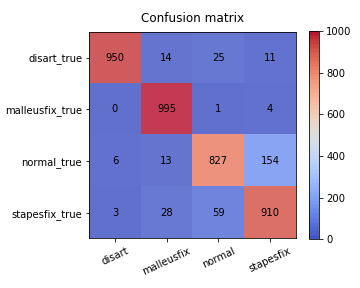 Confusion matrix
disart_true 950 14 25 11
malleusfix_true 0 995 1 4
normal_true 6 13 827 154
stapesfix_true 3 28 59 910
disart malleusfix normal stapesfix
1000
800
600
400
200
0